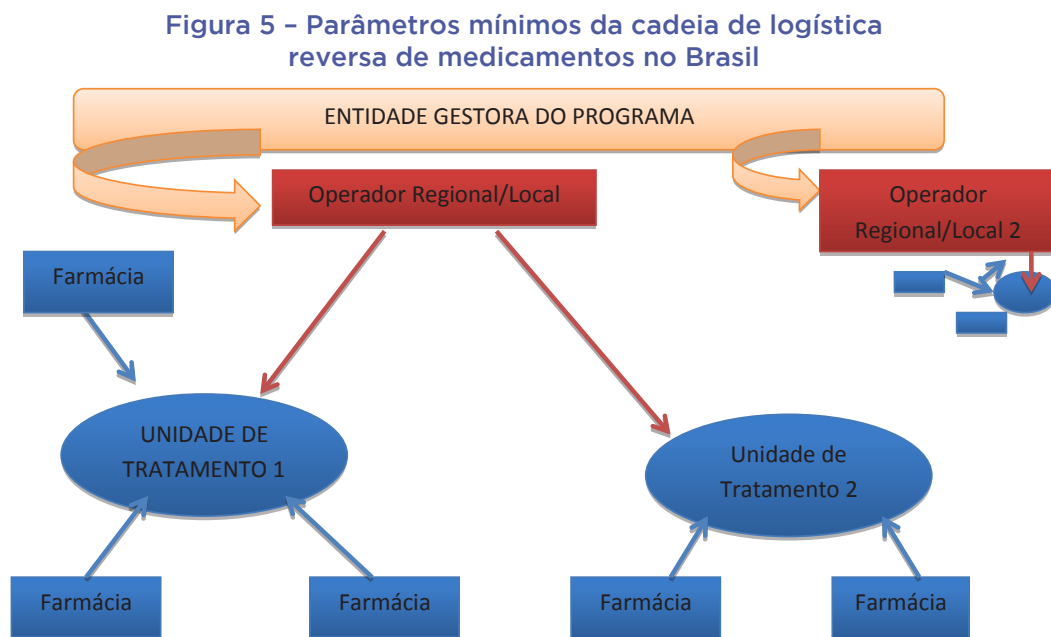 Figura 5 – Parâmetros mínimos da cadeia de logística
reversa de medicamentos no Brasil
ENTIDADE GESTORA DO PROGRAMA
Operador Regional/Local
Operador
Regional/Local 2
Farmácia
UNIDADE DE
TRATAMENTO 1
Unidade de
Tratamento 2
Farmácia
Farmácia
Farmácia
Farmácia